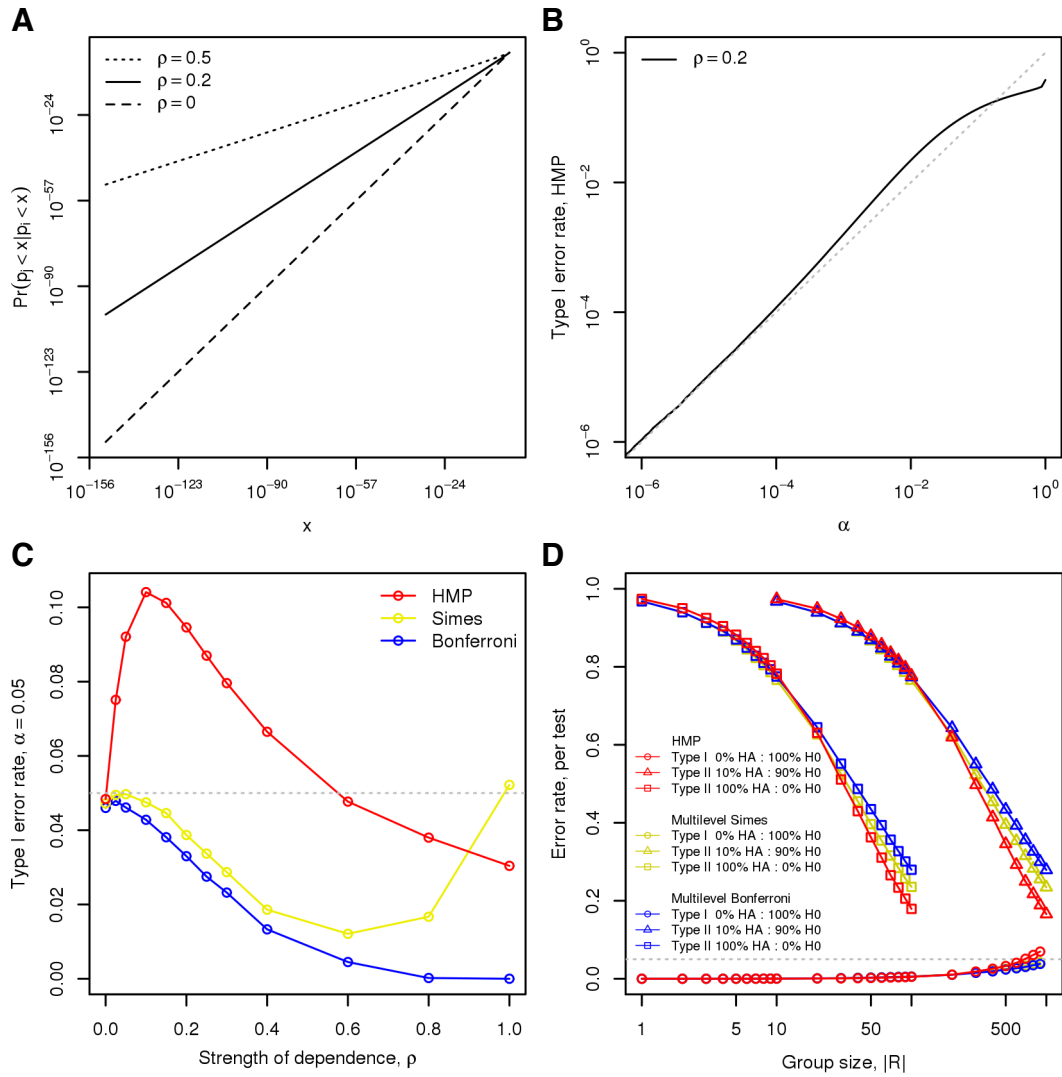 A
ρ = 0.5
ρ = 0.2
ρ = 0
10⁻²⁴
10⁻⁵⁷
10⁻⁹⁰
10⁻¹²³
10⁻¹⁵⁶
Pr(pⱼ < x|pᵢ < x)
10⁻¹⁵⁶ 10⁻¹²³ 10⁻⁹⁰ 10⁻⁵⁷ 10⁻²⁴
x
B
ρ = 0.2
10⁰
10⁻²
10⁻⁴
10⁻⁶
Type I error rate, HMP
10⁻⁶ 10⁻⁴ 10⁻² 10⁰
α
C
HMP
Simes
Bonferroni
0.10
0.08
0.06
0.04
0.02
0.00
Type I error rate, α = 0.05
0.0 0.2 0.4 0.6 0.8 1.0
Strength of dependence, ρ
D
1.0
0.8
0.6
0.4
0.2
0.0
Error rate, per test
HMP
Type I 0% HA : 100% H0
Type II 10% HA : 90% H0
Type II 100% HA : 0% H0
Multilevel Simes
Type I 0% HA : 100% H0
Type II 10% HA : 90% H0
Type II 100% HA : 0% H0
Multilevel Bonferroni
Type I 0% HA : 100% H0
Type II 10% HA : 90% H0
Type II 100% HA : 0% H0
1 5 10 50 500
Group size, |R|